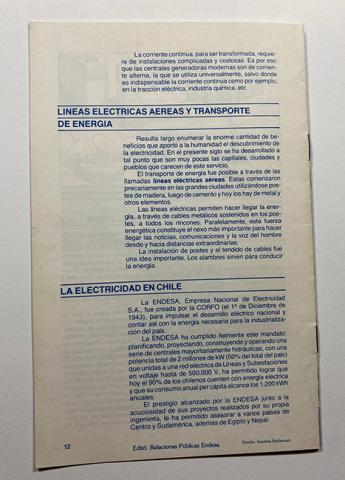 La corriente continua, para ser transformada, requie-
re de instalaciones complicadas y costosas. Es por eso
que las centrales generadoras modernas son de corrien-
te alterna, la que se utiliza universalmente, salvo donde
es indispensable la corriente continua como por ejemplo,
en la tracción eléctrica, industria química, etc.
LINEAS ELECTRICAS AEREAS Y TRANSPORTE
DE ENERGIA
Resulta largo enumerar la enorme cantidad de be-
neficios que aportó a la humanidad el descubrimiento de
la electricidad. En el presente siglo se ha desarrollado a
tal punto que son muy pocas las capitales, ciudades y
pueblos que carecen de este servicio.
El transporte de energía fue posible a través de las
llamadas líneas eléctricas aéreas. Estas comenzaron
precariamente en las grandes ciudades utilizándose pos-
tes de madera, luego de cemento y hoy los hay de metal y
otros elementos.
Las líneas eléctricas permiten hacer llegar la ener-
gía, a través de cables metálicos sostenidos en los pos-
tes, a todos los rincones. Paralelamente, esta fuerza
energética constituye el nexo más importante para hacer
llegar las noticias, comunicaciones y la voz del hombre
desde y hacia distancias extraordinarias.
La instalación de postes y el tendido de cables fue
una idea importante. Los alambres sirven para conducir
la energía.
LA ELECTRICIDAD EN CHILE
La ENDESA, Empresa Nacional de Electricidad
S.A., fue creada por la CORFO (el 1º de Diciembre de
1943), para impulsar el desarrollo eléctrico nacional y
contar así con la energía necesaria para la industrializa-
ción del país.
La ENDESA ha cumplido fielmente este mandato:
planificando, proyectando, construyendo y operando una
serie de centrales mayoritariamente hidráulicas, con una
potencia total de 2 millones de kW (50% del total del país)
que unidas a una red eléctrica de Líneas y Subestaciones
en voltaje hasta de 500.000 V, ha permitido lograr que
hoy el 90% de los chilenos cuenten con energía eléctrica
y que su consumo anual per cápita alcance los 1.200 kWh
anuales.
El prestigio alcanzado por la ENDESA junto a la
acuciosidad de sus proyectos realizados por su propia
ingeniería, le ha permitido asesorar a varios países de
Centro y Sudamérica, además de Egipto y Nepal.
12 Editó: Relaciones Públicas Endesa. Diseño: Susanna